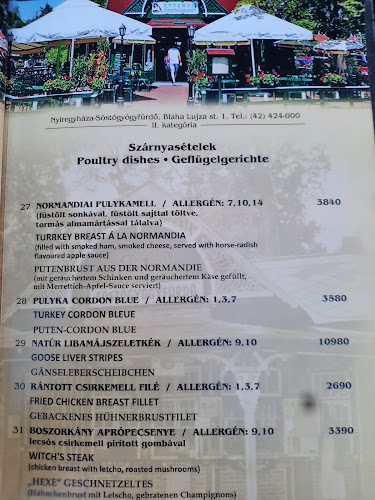 Nyíregyháza-Sóstógyógyfürdő, Blaha Lujza st. 1. Tel.: (42) 424-000
II. kategória
Szárnyasételek
Poultry dishes • Geflügelgerichte
27 NORMANDIAI PULYKAMELL / ALLERGÉN: 7,10,14 3840
(füstölt sonkával, füstölt sajttal töltve,
tormás almamártással tálalva)
TURRKEY BREAST Á LA NORMANDIA
(filled with smoked ham, smoked cheese, served with horse-radish
flavoured apple sauce)
PUTENBRUST AUS DER NORMANDIE
(mit geräuchertem Schinken und geräuchertem Käse gefüllt,
mit Merrettich-Apfel-Sauce serviert)
28 PULYKA CORDON BLUE / ALLERGÉN: 1,3,7 3580
TURKEY CORDON BLEUE
PUTEN-CORDON BLUE
29 NATÚR LIBAMÁJSZELETKÉK / ALLERGÉN: 9,10 10980
GOOSE LIVER STRIPES
GÄNSELEBERSCHEIBCHEN
30 RÁNTOTT CSIRKEMELL FILÉ / ALLERGÉN: 1,3,7 2690
FRIED CHICKEN BREAST FILLET
GEBACKENES HÜHNERBRUSTFILET
31 BOSZORKÁNY APRÓPECSENYE / ALLERGÉN: 9,10 3390
lecsós csirkemell pirított gombával
WITCH'S STEAK
(chicken breast with letcho, roasted mushrooms)
„HEXE" GESCHNETZELTES
(Hähnchenbrust mit Letscho, gebratenen Champignons)